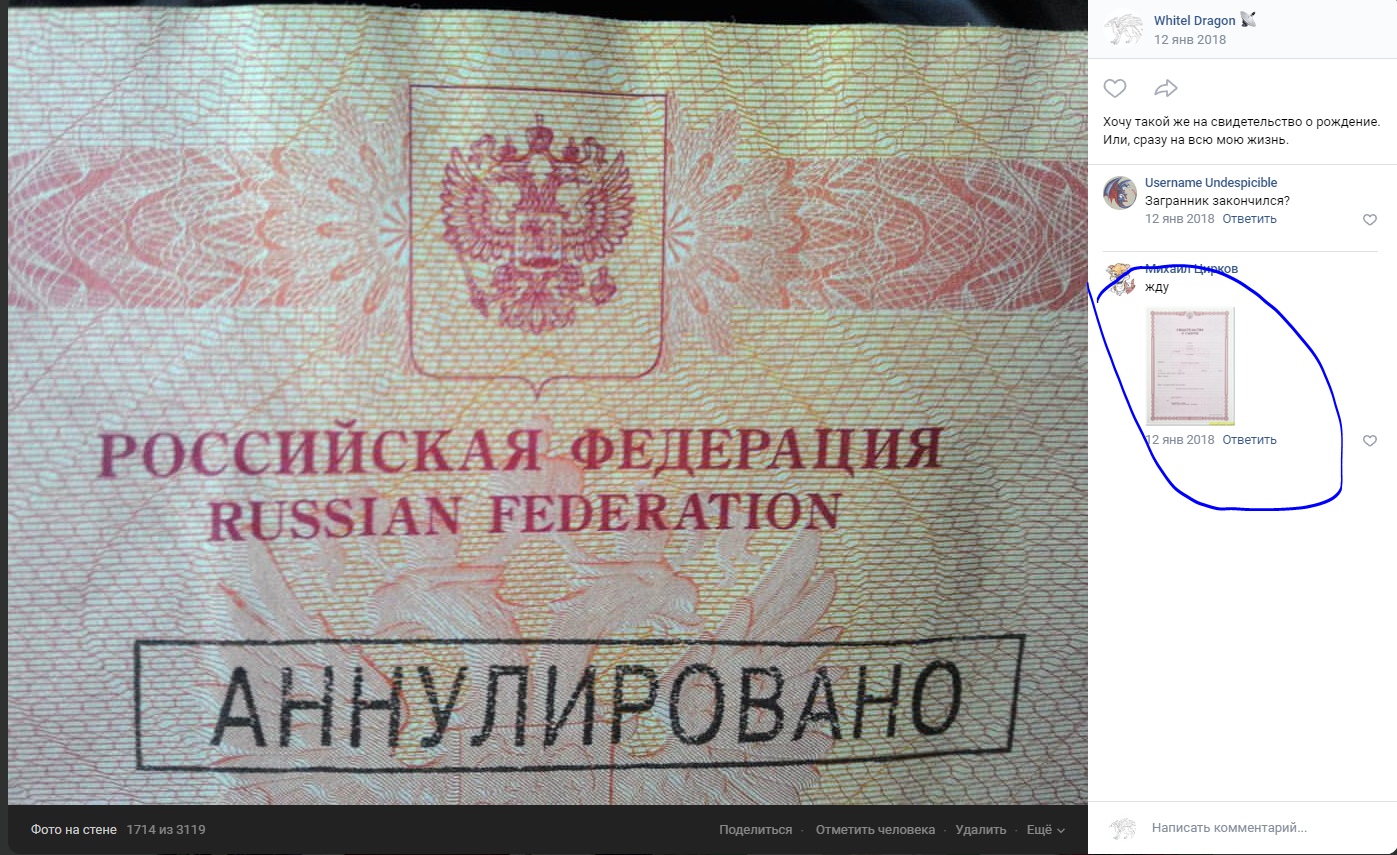 РОССИЙСКАЯ ФЕДЕРАЦИЯ
RUSSIAN FEDERATION
АННУЛИРОВАНО
Фото на стене 1714 из 3119
Поделиться · Отметить человека · Удалить · Ещё
Whitel Dragon
12 янв 2018
Хочу такой же на свидетельство о рождение.
Или, сразу на всю мою жизнь.
Username Undespicible
Загранник закончился?
12 янв 2018 Ответить
Михаил Цирков
жду
12 янв 2018 Ответить
Написать комментарий...